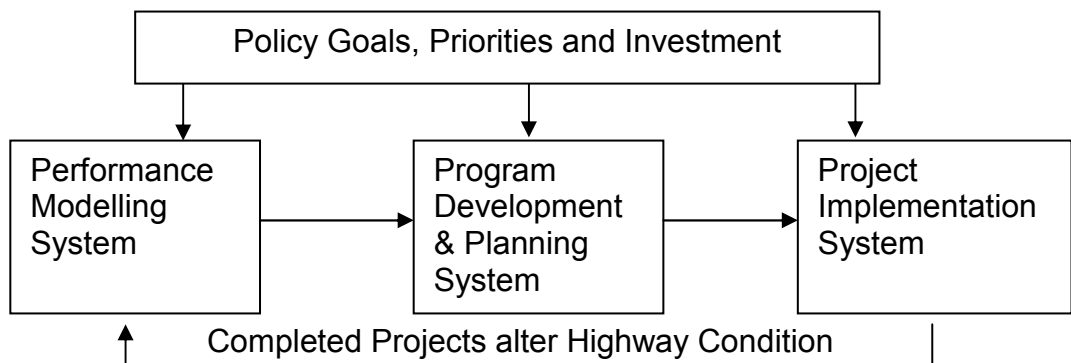 Policy Goals, Priorities and Investment
Performance
Modelling
System
Program
Development
& Planning
System
Project
Implementation
System
Completed Projects alter Highway Condition